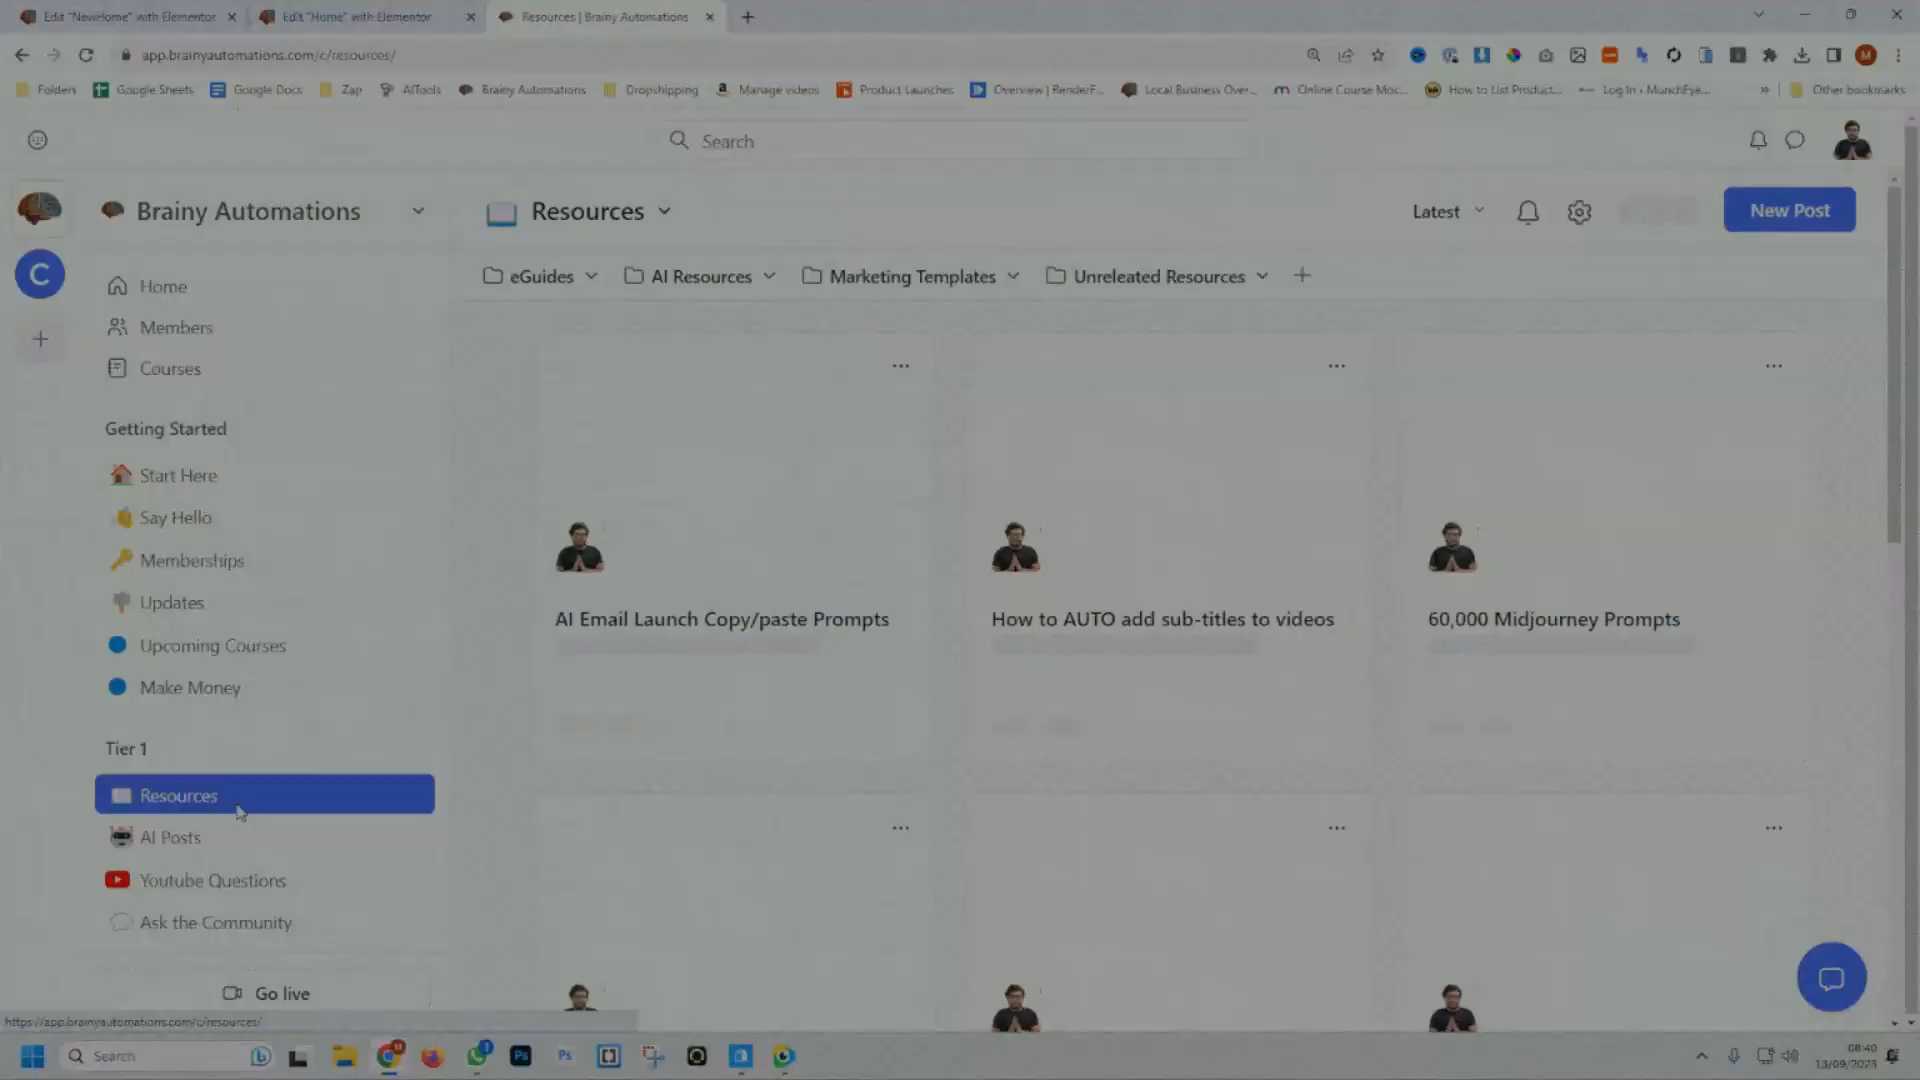 Edit "NewHome" with Elementor
Edit "Home" with Elementor
Resources | Brainy Automations
app.brainyautomations.com/c/resources/
Folders
Google Sheets
Google Docs
Zap
AITools
Brainy Automations
Dropshipping
Manage videos
Product Launches
Overview | RenderF...
Local Business Over...
Online Course Moc...
How to List Product...
Log In • MunchEye...
Other bookmarks
Search
Brainy Automations
Resources
Latest
New Post
C
eGuides
AI Resources
Marketing Templates
Unreleated Resources
Home
Members
Courses
Getting Started
Start Here
Say Hello
Memberships
Updates
Upcoming Courses
Make Money
Tier 1
Resources
AI Posts
Youtube Questions
Ask the Community
Go live
AI Email Launch Copy/paste Prompts
How to AUTO add sub-titles to videos
60,000 Midjourney Prompts
https://app.brainyautomations.com/c/resources/
Search
08:40
13/09/2023